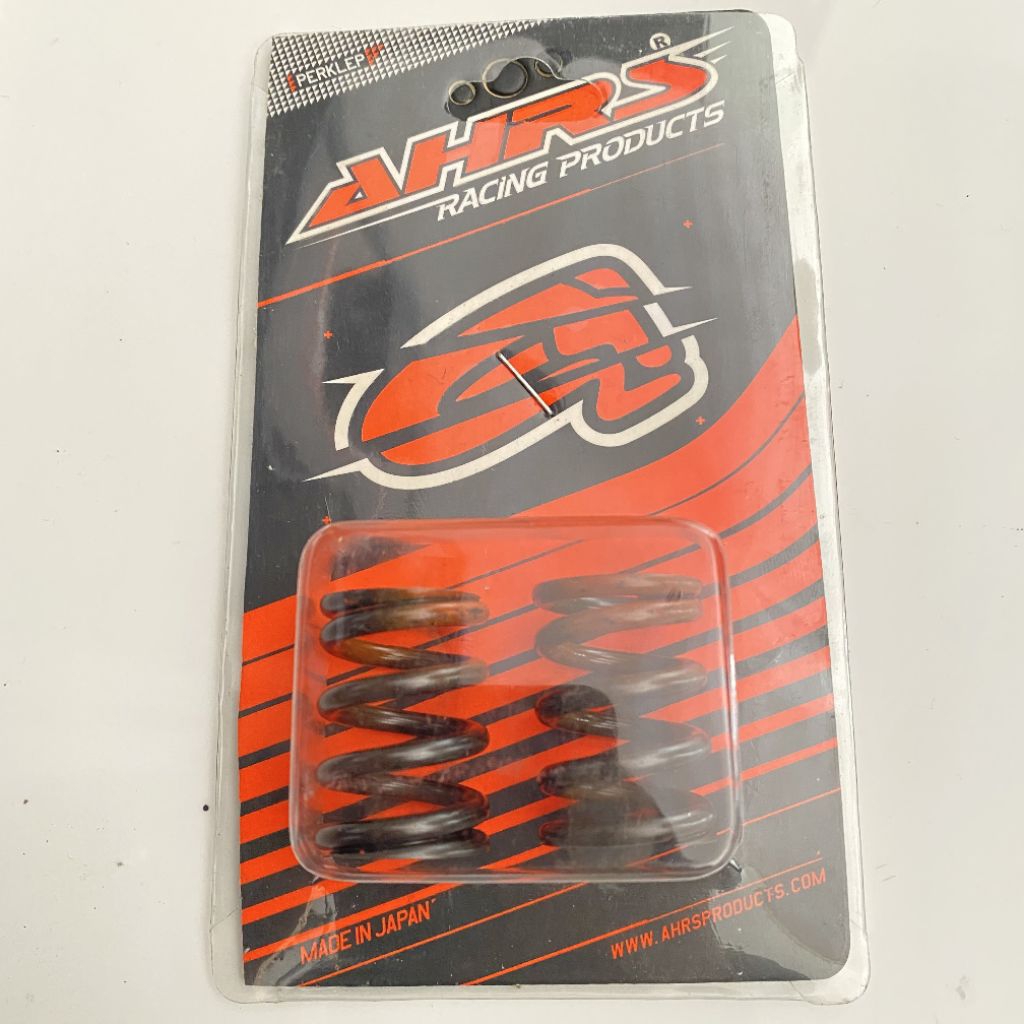 PERKLEP
AHRS®
RACING PRODUCTS
MADE IN JAPAN
WWW.AHRSPRODUCTS.COM